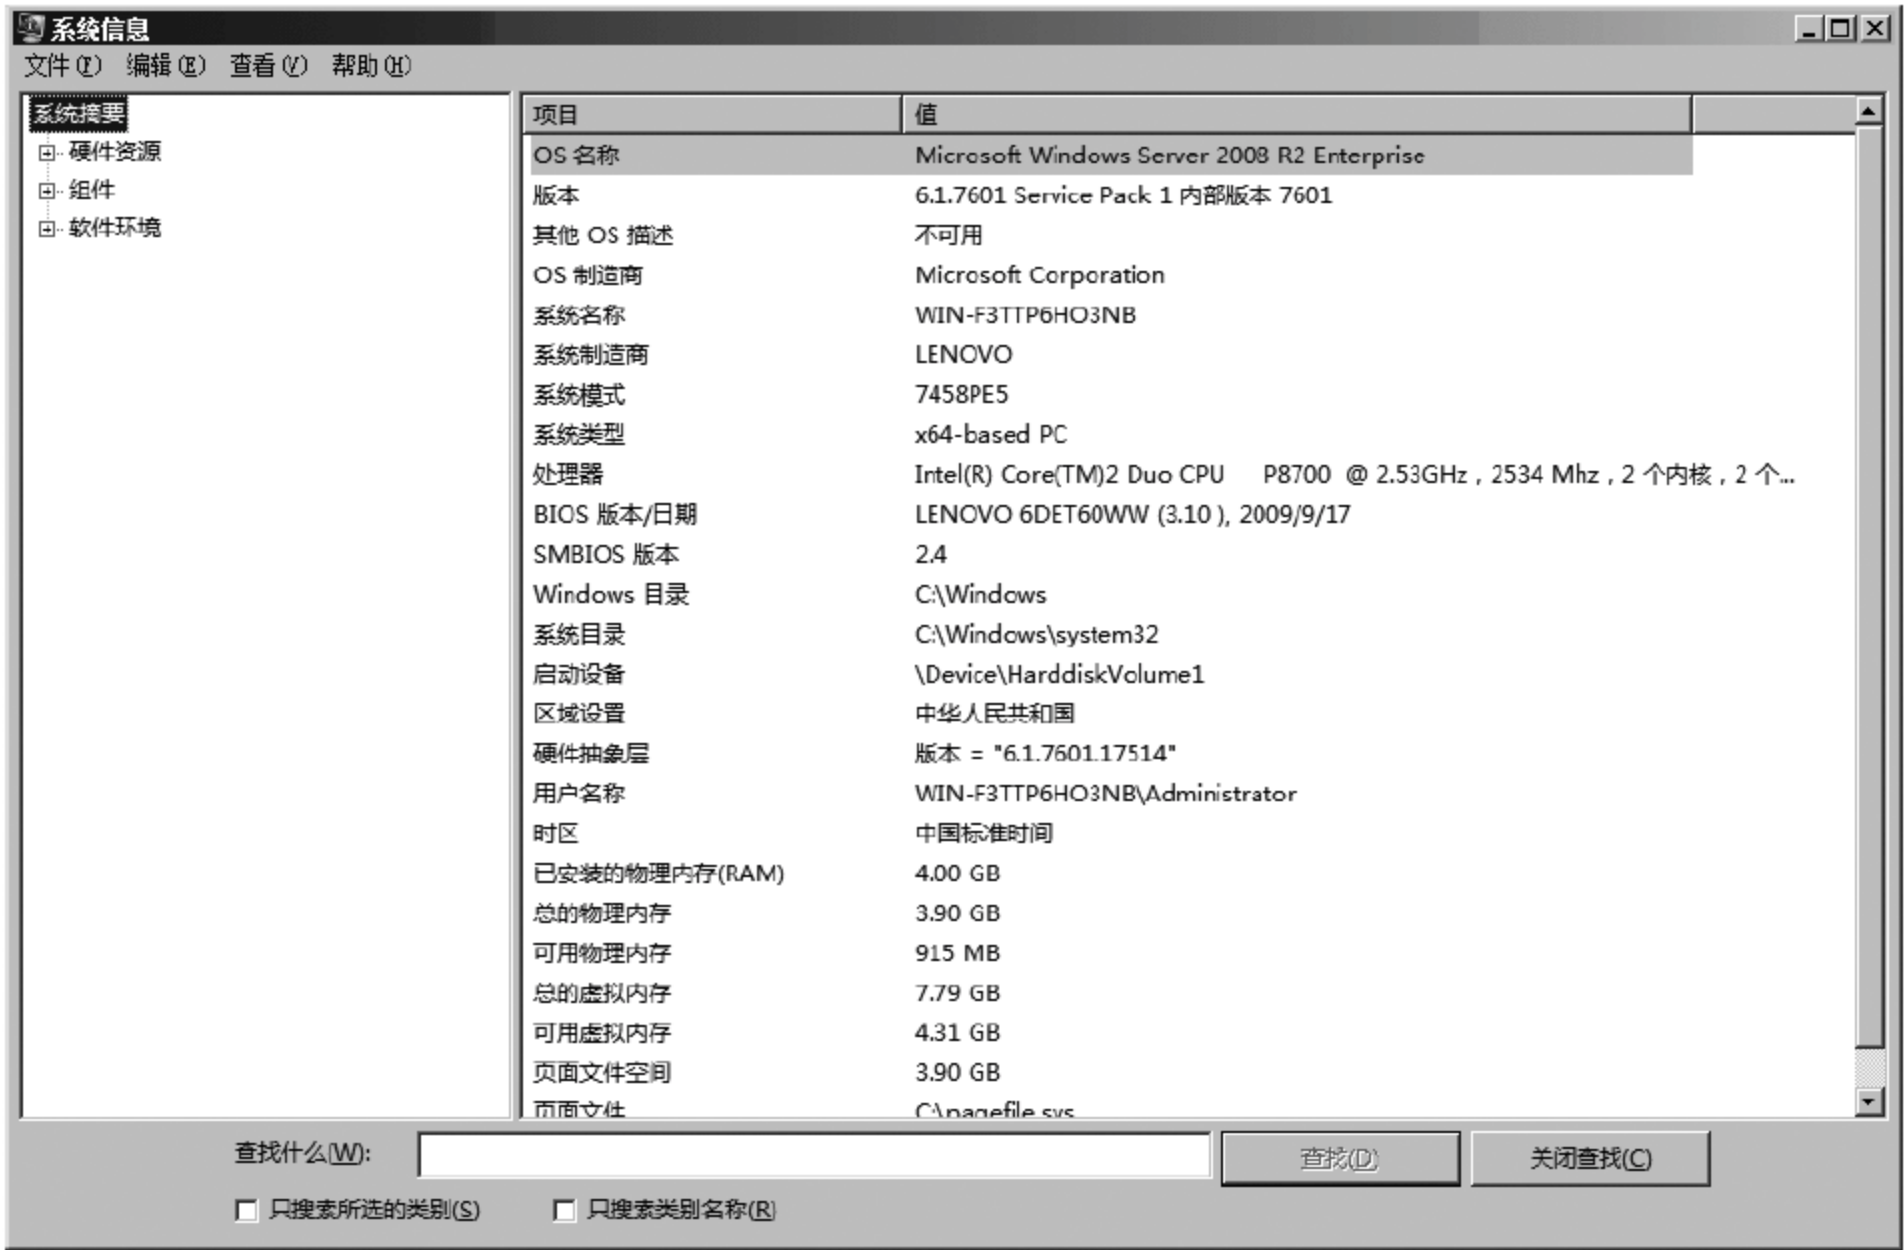 系统信息
文件(F) 编辑(E) 查看(V) 帮助(H)
系统摘要
硬件资源
组件
软件环境
项目 值
OS 名称 Microsoft Windows Server 2008 R2 Enterprise
版本 6.1.7601 Service Pack 1 内部版本 7601
其他 OS 描述 不可用
OS 制造商 Microsoft Corporation
系统名称 WIN-F3TTP6HO3NB
系统制造商 LENOVO
系统模式 7458PE5
系统类型 x64-based PC
处理器 Intel(R) Core(TM)2 Duo CPU P8700 @ 2.53GHz，2534 Mhz，2 个内核，2 个...
BIOS 版本/日期 LENOVO 6DET60WW (3.10 ), 2009/9/17
SMBIOS 版本 2.4
Windows 目录 C:\Windows
系统目录 C:\Windows\system32
启动设备 \Device\HarddiskVolume1
区域设置 中华人民共和国
硬件抽象层 版本 = "6.1.7601.17514"
用户名称 WIN-F3TTP6HO3NB\Administrator
时区 中国标准时间
已安装的物理内存(RAM) 4.00 GB
总的物理内存 3.90 GB
可用物理内存 915 MB
总的虚拟内存 7.79 GB
可用虚拟内存 4.31 GB
页面文件空间 3.90 GB
页面文件 C:\pagefile.sys
查找什么(W): 查找(D) 关闭查找(C)
只搜索所选的类别(S) 只搜索类别名称(R)